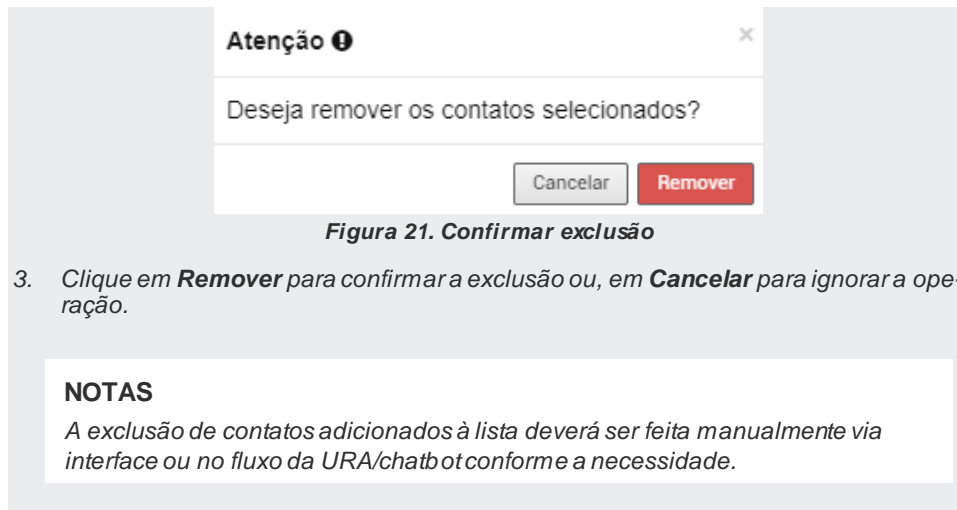 Atenção
×
Deseja remover os contatos selecionados?
Cancelar Remover
Figura 21. Confirmar exclusão
3. Clique em Remover para confirmar a exclusão ou, em Cancelar para ignorar a ope-
ração.
NOTAS
A exclusão de contatos adicionados à lista deverá ser feita manualmente via
interface ou no fluxo da URA/chatbot conforme a necessidade.